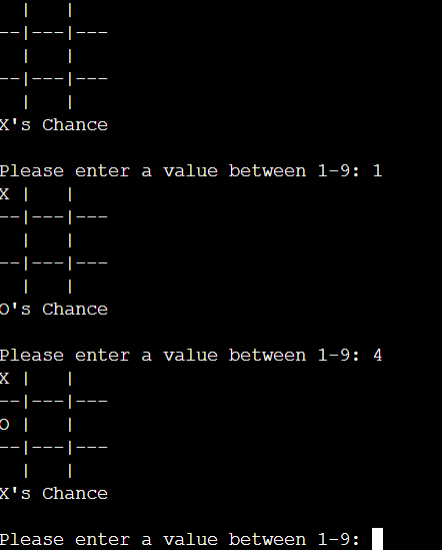 |   |
--|---|---
  |   |
--|---|---
  |   |
X's Chance
Please enter a value between 1-9: 1
X |   |
--|---|---
  |   |
--|---|---
  |   |
O's Chance
Please enter a value between 1-9: 4
X |   |
--|---|---
O |   |
--|---|---
  |   |
X's Chance
Please enter a value between 1-9: